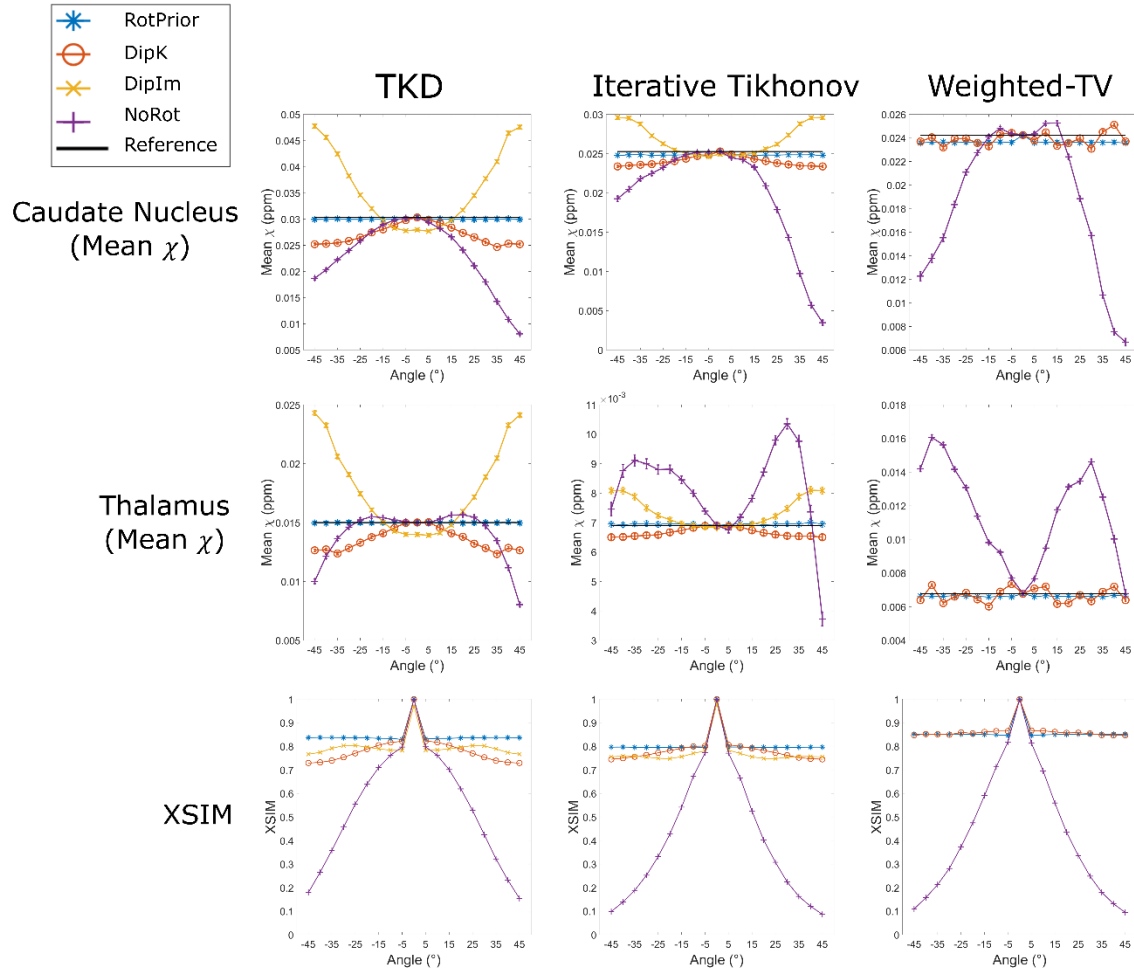 RotPrior
DipK
DipIm
NoRot
Reference
TKD
Iterative Tikhonov
Weighted-TV
Caudate Nucleus
(Mean χ)
Mean χ (ppm)
0.05
0.045
0.04
0.035
0.03
0.025
0.02
0.015
0.01
0.005
-45 -35 -25 -15 -5 5 15 25 35 45
Angle (°)
Mean χ (ppm)
0.03
0.025
0.02
0.015
0.01
0.005
0
-45 -35 -25 -15 -5 5 15 25 35 45
Angle (°)
Mean χ (ppm)
0.026
0.024
0.022
0.02
0.018
0.016
0.014
0.012
0.01
0.008
0.006
-45 -35 -25 -15 -5 5 15 25 35 45
Angle (°)
Thalamus
(Mean χ)
Mean χ (ppm)
0.025
0.02
0.015
0.01
0.005
-45 -35 -25 -15 -5 5 15 25 35 45
Angle (°)
Mean χ (ppm)
×10⁻³
11
10
9
8
7
6
5
4
3
-45 -35 -25 -15 -5 5 15 25 35 45
Angle (°)
Mean χ (ppm)
0.018
0.016
0.014
0.012
0.01
0.008
0.006
0.004
-45 -35 -25 -15 -5 5 15 25 35 45
Angle (°)
XSIM
XSIM
1
0.9
0.8
0.7
0.6
0.5
0.4
0.3
0.2
0.1
0
-45 -35 -25 -15 -5 5 15 25 35 45
Angle (°)
XSIM
1
0.9
0.8
0.7
0.6
0.5
0.4
0.3
0.2
0.1
0
-45 -35 -25 -15 -5 5 15 25 35 45
Angle (°)
XSIM
1
0.9
0.8
0.7
0.6
0.5
0.4
0.3
0.2
0.1
0
-45 -35 -25 -15 -5 5 15 25 35 45
Angle (°)